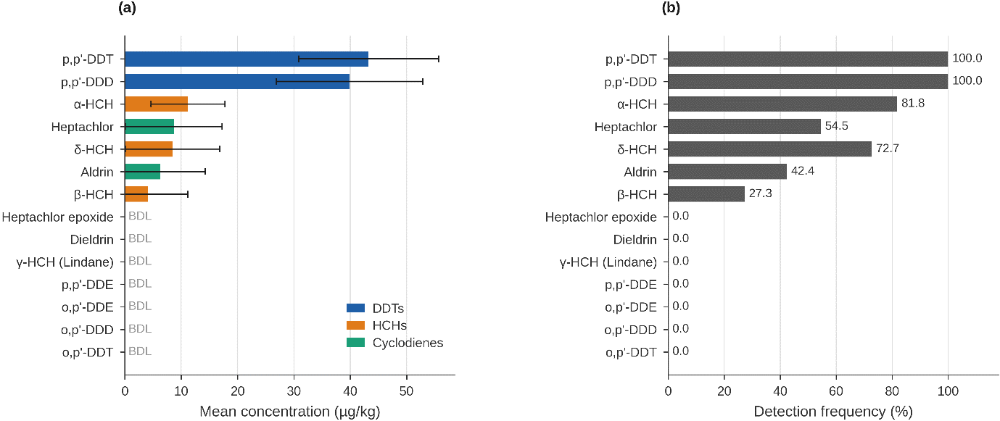 (a)
p,p'-DDT
p,p'-DDD
α-HCH
Heptachlor
δ-HCH
Aldrin
β-HCH
Heptachlor epoxide BDL
Dieldrin BDL
γ-HCH (Lindane) BDL
p,p'-DDE BDL
o,p'-DDE BDL
o,p'-DDD BDL
o,p'-DDT BDL
DDTs
HCHs
Cyclodienes
0 10 20 30 40 50
Mean concentration (µg/kg)
(b)
p,p'-DDT 100.0
p,p'-DDD 100.0
α-HCH 81.8
Heptachlor 54.5
δ-HCH 72.7
Aldrin 42.4
β-HCH 27.3
Heptachlor epoxide 0.0
Dieldrin 0.0
γ-HCH (Lindane) 0.0
p,p'-DDE 0.0
o,p'-DDE 0.0
o,p'-DDD 0.0
o,p'-DDT 0.0
0 20 40 60 80 100
Detection frequency (%)